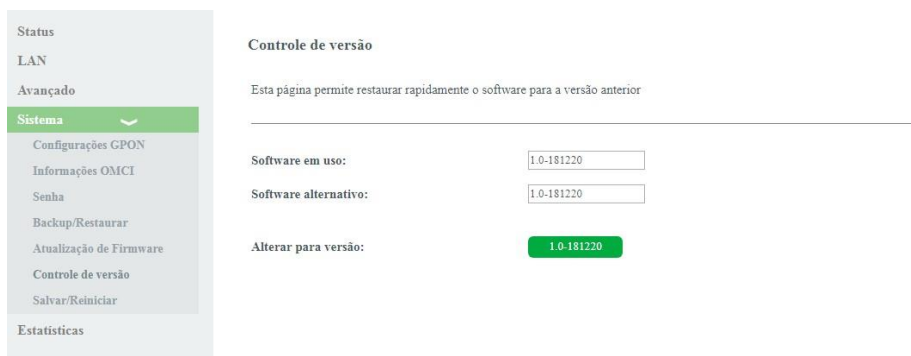 Status
LAN
Avançado
Sistema
Configurações GPON
Informações OMCI
Senha
Backup/Restaurar
Atualização de Firmware
Controle de versão
Salvar/Reiniciar
Estatísticas
Controle de versão
Esta página permite restaurar rapidamente o software para a versão anterior
Software em uso: 1.0-181220
Software alternativo: 1.0-181220
Alterar para versão: 1.0-181220